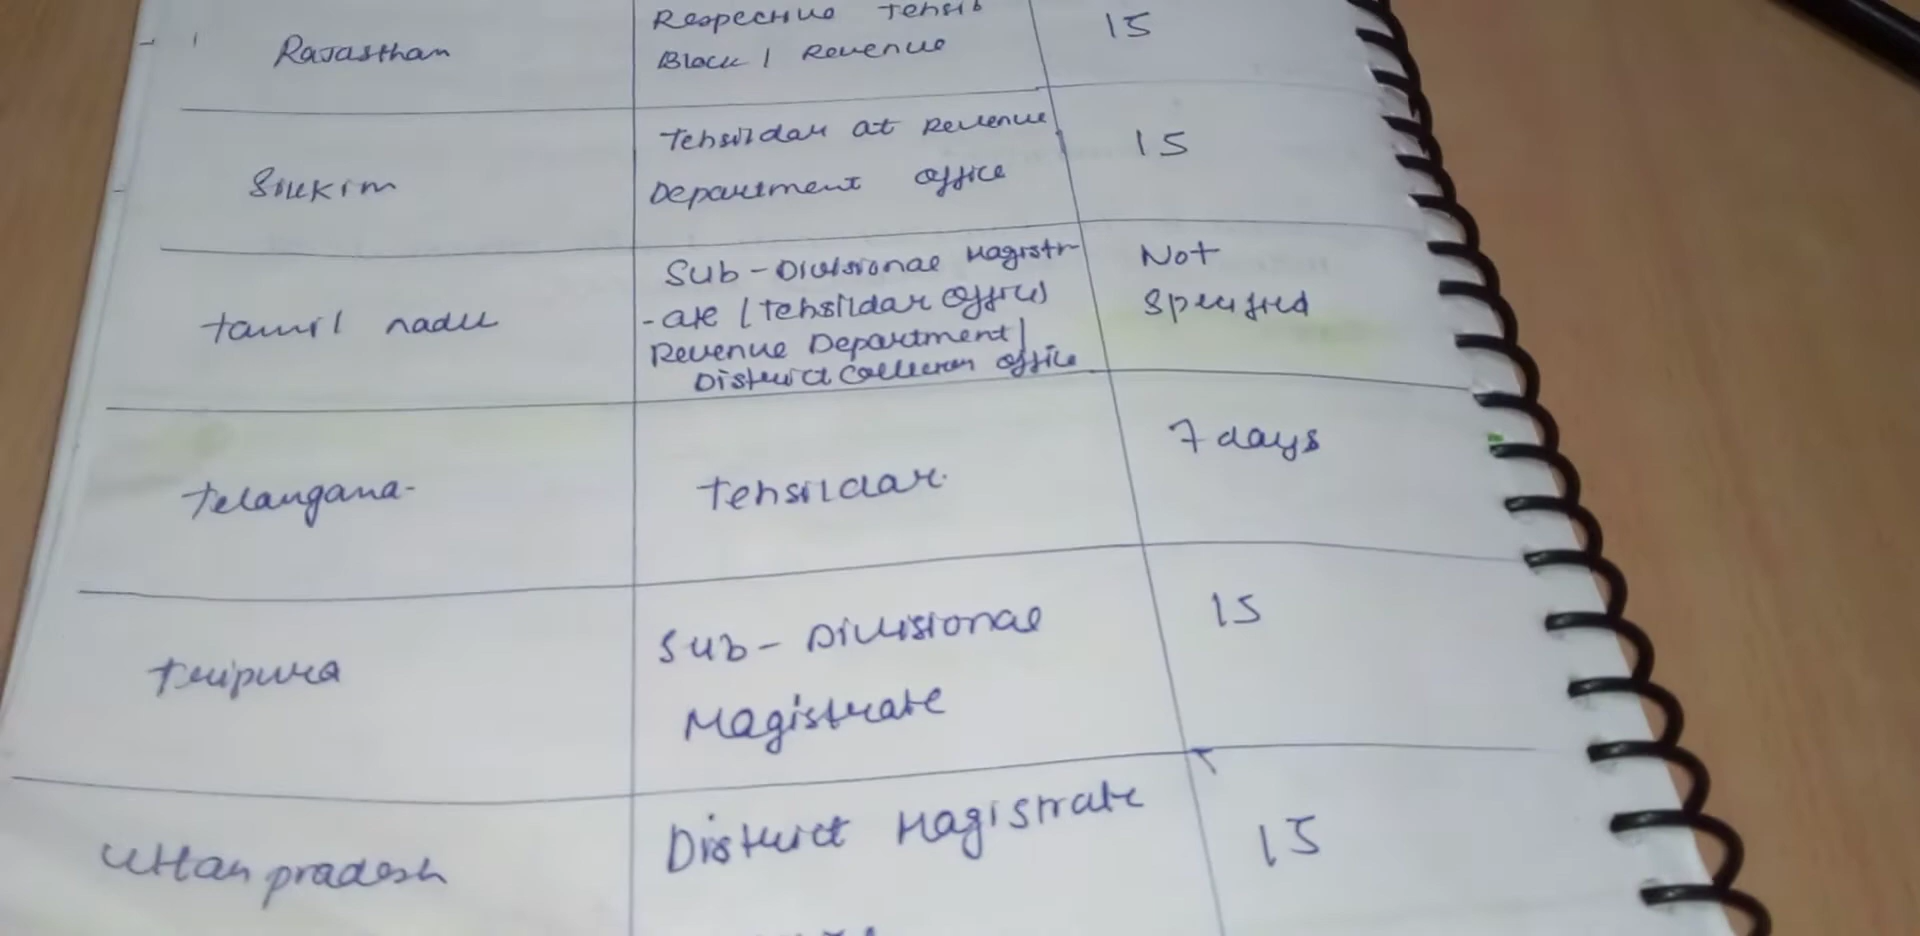 Rajasthan
Respective Tehsil
Block / Revenue
15
Sikkim
Tehsildar at Revenue
Department office
15
tamil nadu
Sub-Divisional Magistr
-ate / Tehsildar office/
Revenue Department/
District Collector office
Not
Specified
Telangana-
Tehsildar.
7 days
Tripura
Sub-Divisional
Magistrate
15
Uttar pradesh
District Magistrate
15